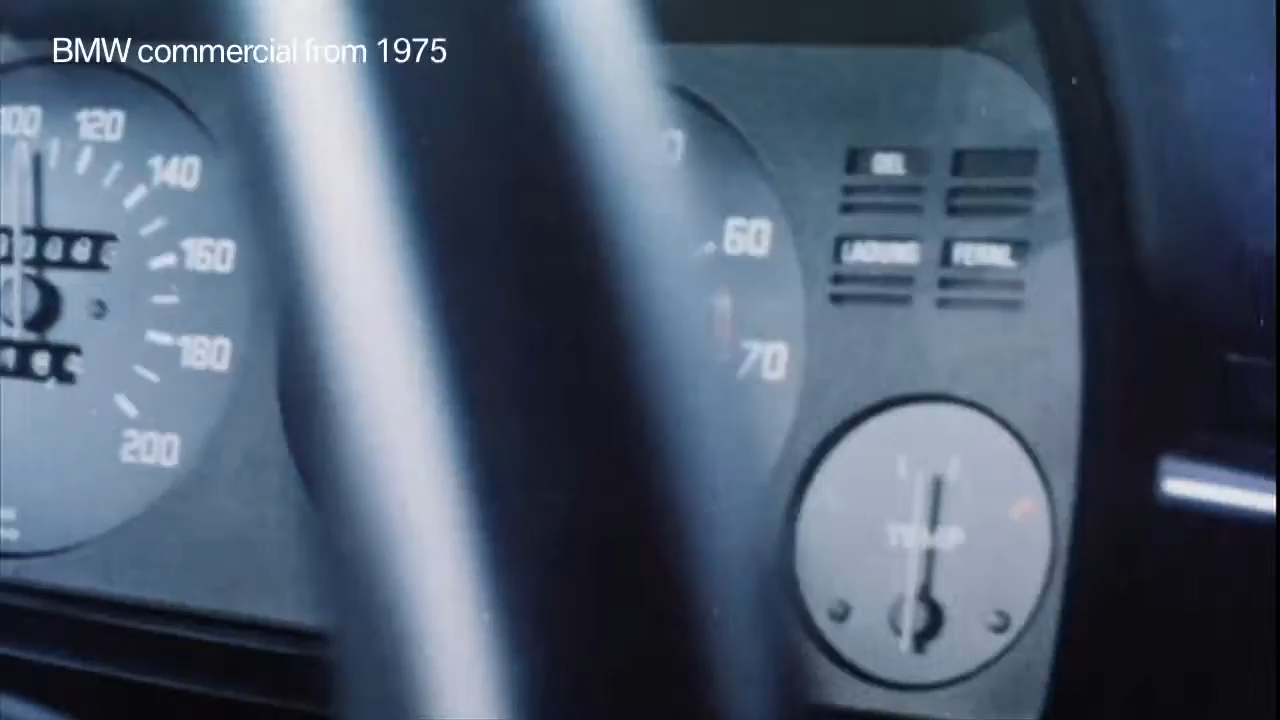 BMW commercial from 1975
100 120
140
160
180
200
60
70
OEL
LADUNG FERNL.
TEMP